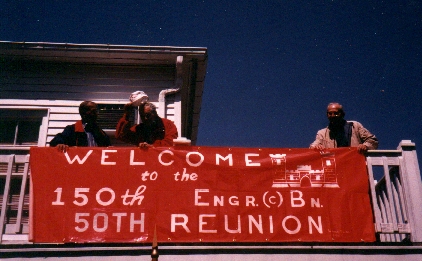 WELCOME
to the
150th ENGR. (C) BN.
50TH REUNION